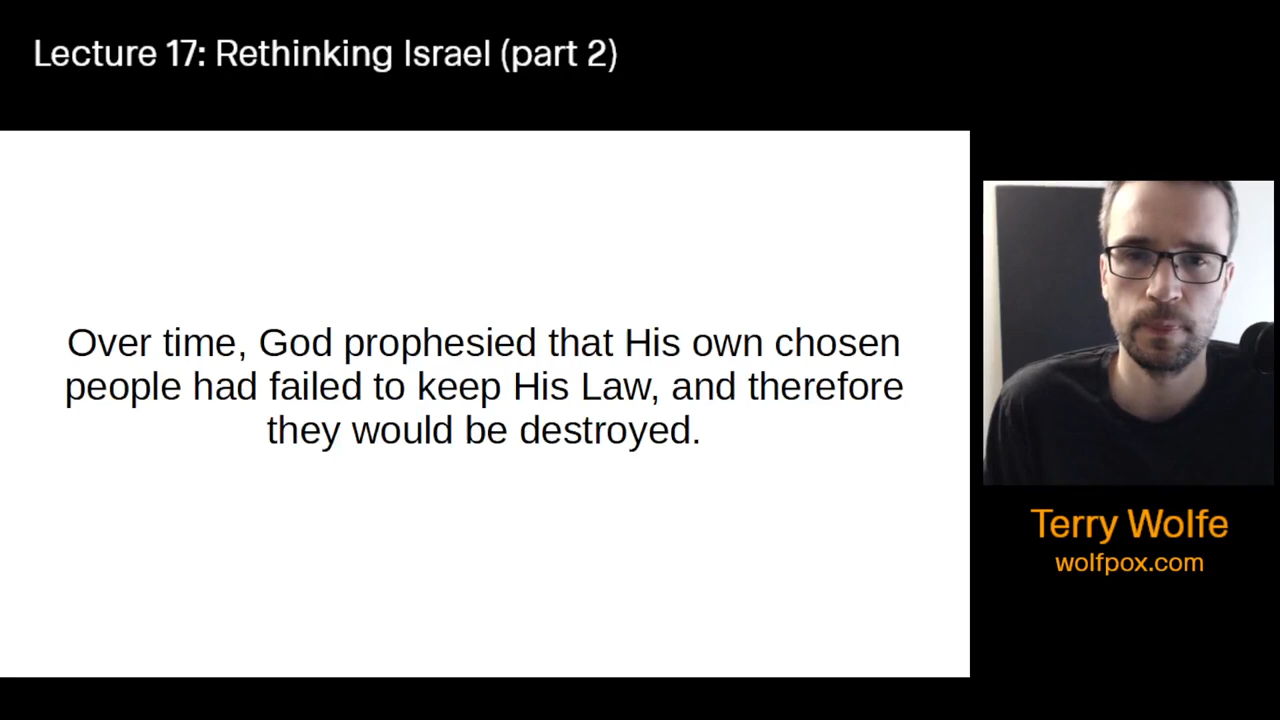 Lecture 17: Rethinking Israel (part 2)
Over time, God prophesied that His own chosen
people had failed to keep His Law, and therefore
they would be destroyed.
Terry Wolfe
wolfpox.com